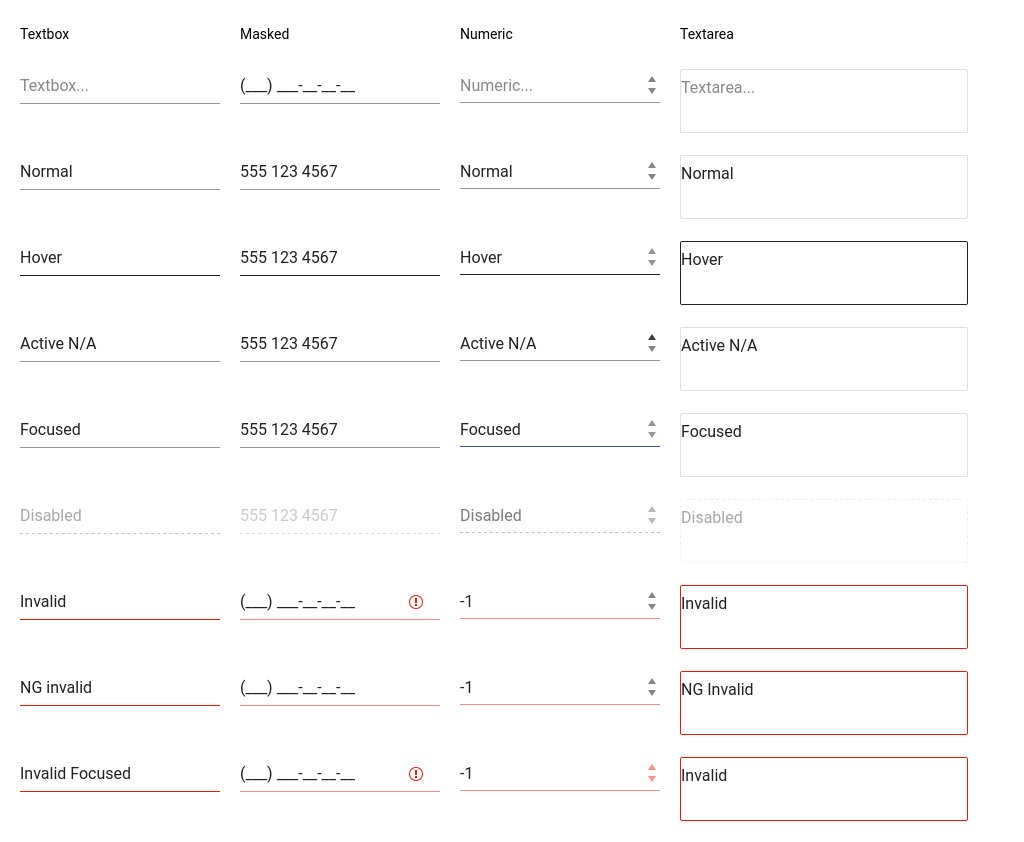 Textbox Masked Numeric Textarea
Textbox... (___) ___-__-__-__ Numeric... Textarea...
Normal 555 123 4567 Normal Normal
Hover 555 123 4567 Hover Hover
Active N/A 555 123 4567 Active N/A Active N/A
Focused 555 123 4567 Focused Focused
Disabled 555 123 4567 Disabled Disabled
Invalid (___) ___-__-__-__ -1 Invalid
NG invalid (___) ___-__-__-__ -1 NG Invalid
Invalid Focused (___) ___-__-__-__ -1 Invalid